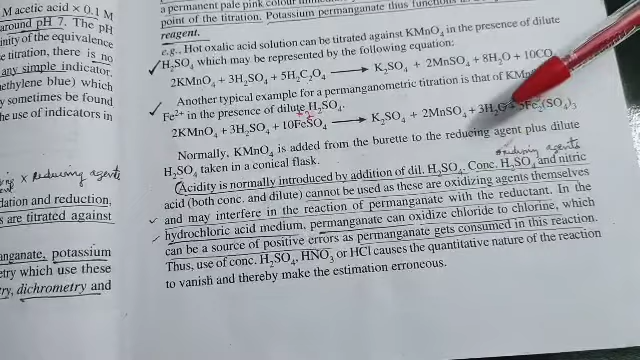 M acetic acid × 0.1 M
around pH 7. The pH
inity of the equivalence
e titration, there is no
any simple indicator.
ethylene blue) which
y sometimes be found
he use of indicators in
× reducing agents
dation and reduction,
s are titrated against
anganate, potassium
etry which use these
ry, dichrometry and
a permanent pale pink colour
point of the titration. Potassium permanganate thus functions
reagent.
e.g., Hot oxalic acid solution can be titrated against KMnO₄ in the presence of dilute
H₂SO₄ which may be represented by the following equation:
2KMnO₄ + 3H₂SO₄ + 5H₂C₂O₄ ⟶ K₂SO₄ + 2MnSO₄ + 8H₂O + 10CO
Another typical example for a permanganometric titration is that of KMn
Fe²⁺ in the presence of dilute H₂SO₄.
+2
2KMnO₄ + 3H₂SO₄ + 10FeSO₄ ⟶ K₂SO₄ + 2MnSO₄ + 3H₂O + 5Fe₂(SO₄)₃
Normally, KMnO₄ is added from the burette to the reducing agent plus dilute
H₂SO₄ taken in a conical flask.
oxidising agents
Acidity is normally introduced by addition of dil. H₂SO₄. Conc. H₂SO₄ and nitric
acid (both conc. and dilute) cannot be used as these are oxidizing agents themselves
and may interfere in the reaction of permanganate with the reductant. In the
hydrochloric acid medium, permanganate can oxidize chloride to chlorine, which
can be a source of positive errors as permanganate gets consumed in this reaction.
Thus, use of conc. H₂SO₄, HNO₃ or HCl causes the quantitative nature of the reaction
to vanish and thereby make the estimation erroneous.